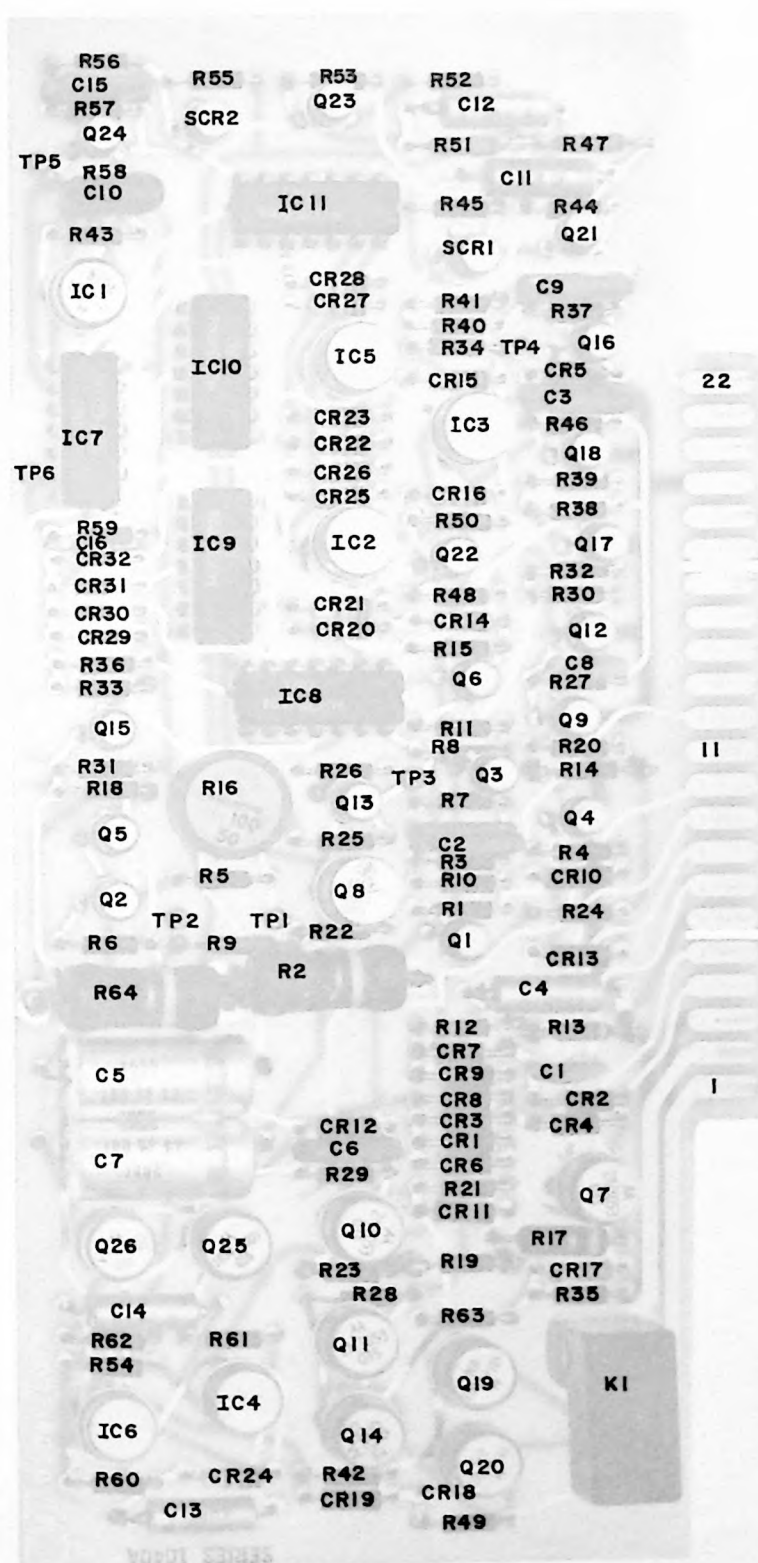 R56
R55 R53 R52
C15
Q23 C12
R57
SCR2
Q24
R51 R47
TP5
R58 C11
C10
IC11 R45 R44
R43 Q21
SCR1
CR28
IC1 C9
CR27 R41 R37
R40
R34 TP4 Q16
IC5
IC10 CR5
CR15 22
C3
CR23 R46
IC3
IC7 CR22
Q18
TP6 CR26 R39
CR25 CR16
R38
R59 R50
C16 IC9 IC2 Q17
CR32 Q22
R32
CR31 R48 R30
CR30 CR21 CR14
CR29 CR20 Q12
R15
R36 C8
R33 Q6 R27
IC8
Q15 R11 Q9
R8 R20 11
R31 R26 R14
R18 R16 TP3 Q3
Q13 R7
100
Q5 50 Q4
R25 C2
R3 R4
R5 R10 CR10
Q2 Q8
R1 R24
TP2 TP1
R22
R6 R9 Q1
CR13
R2
R64 C4
R12 R13
CR7
C5 CR9 C1
1
CR8 CR2
CR12 CR3 CR4
C6 CR1
C7
R29 CR6
R21 Q7
CR11
Q10
Q26 Q25 R17
R23 R19 CR17
R28 R35
C14
R63
R62 R61 Q11
R54
Q19 K1
IC4
IC6 Q14
Q20
R60 CR24 R42
CR19 CR18
C13
R49
SERIES 1040A